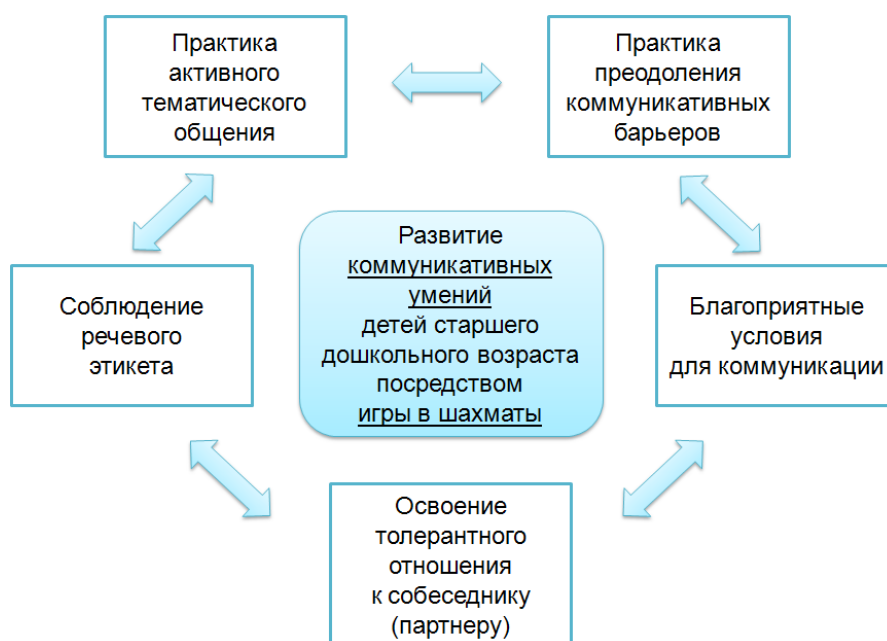 Практика
активного
тематического
общения
Практика
преодоления
коммуникативных
барьеров
Соблюдение
речевого
этикета
Развитие
коммуникативных
умений
детей старшего
дошкольного возраста
посредством
игры в шахматы
Благоприятные
условия
для коммуникации
Освоение
толерантного
отношения
к собеседнику
(партнеру)